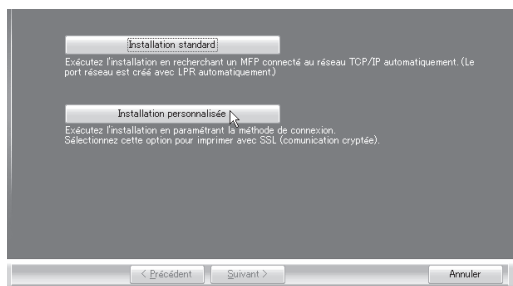 Installation standard
Exécutez l'installation en recherchant un MFP connecté au réseau TCP/IP automatiquement. (Le
port réseau est créé avec LPR automatiquement.)
Installation personnalisée
Exécutez l'installation en paramétrant la méthode de connexion.
Sélectionnez cette option pour imprimer avec SSL (comunication cryptée).
< Précédent
Suivant >
Annuler